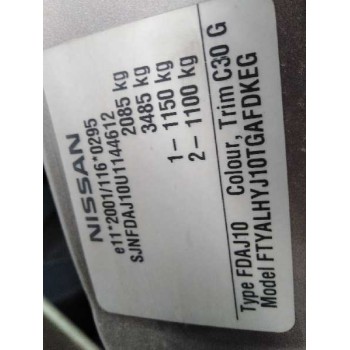 NISSAN
e11*2001/116*0295
SJNFDAJ10U1144612
2085 kg
3485 kg
1– 1150 kg
2– 1100 kg
Type FDAJ10 Colour, Trim C30 G
Model FTYALHYJ10TGAFDKEG